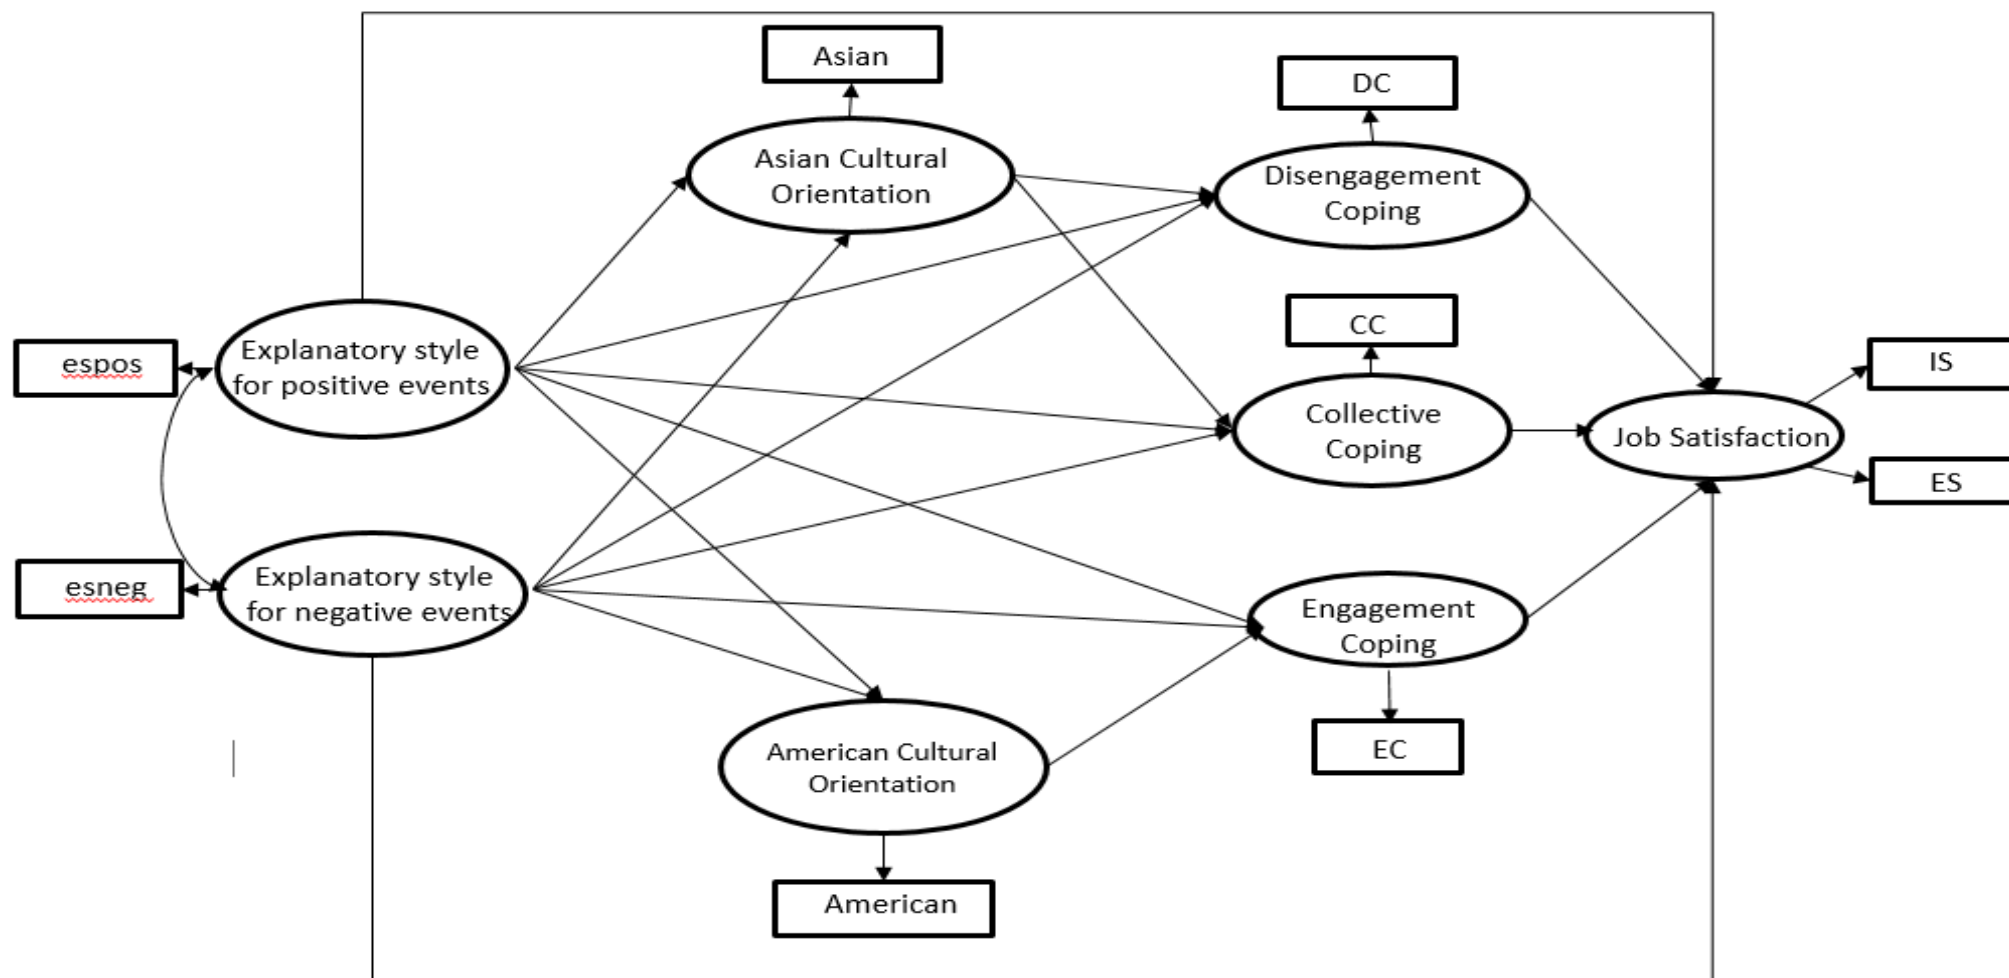 Asian
DC
Asian Cultural
Orientation
Disengagement
Coping
espos
Explanatory style
for positive events
CC
Collective
Coping
IS
Job Satisfaction
ES
esneg
Explanatory style
for negative events
Engagement
Coping
American Cultural
Orientation
EC
American